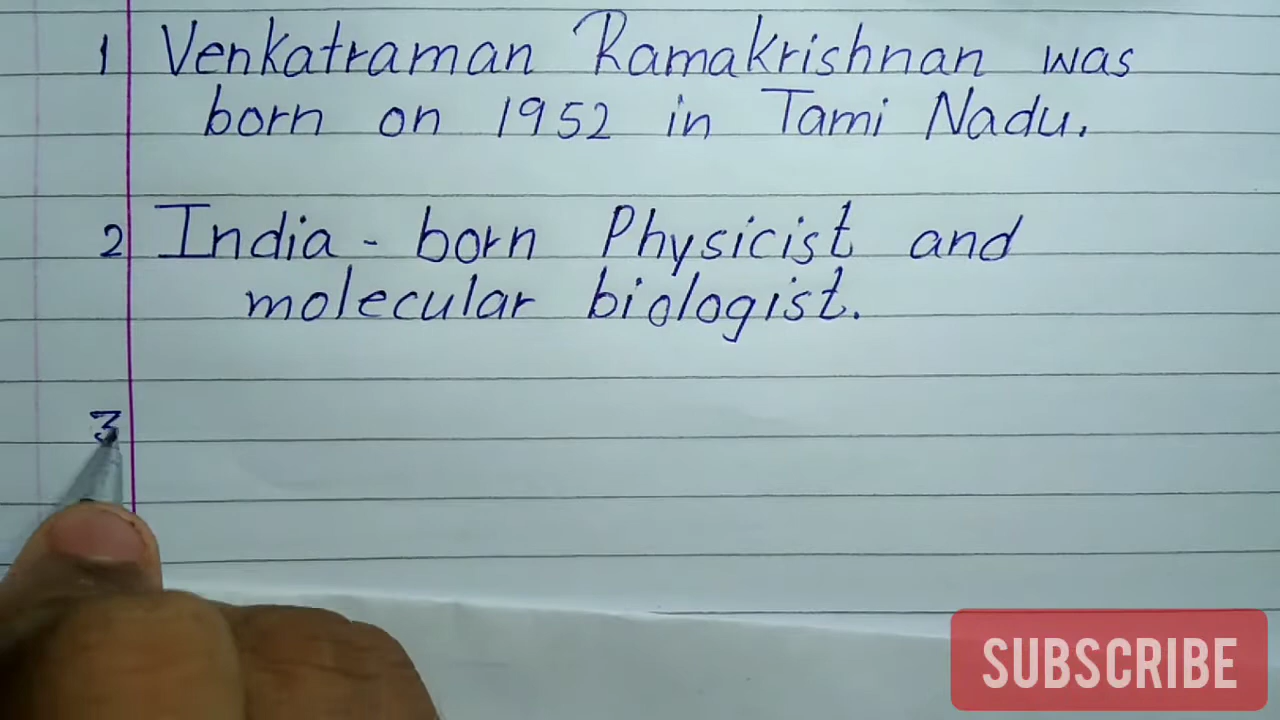 1 Venkatraman Ramakrishnan was
born on 1952 in Tami Nadu.
2 India - born Physicist and
molecular biologist.
3
SUBSCRIBE